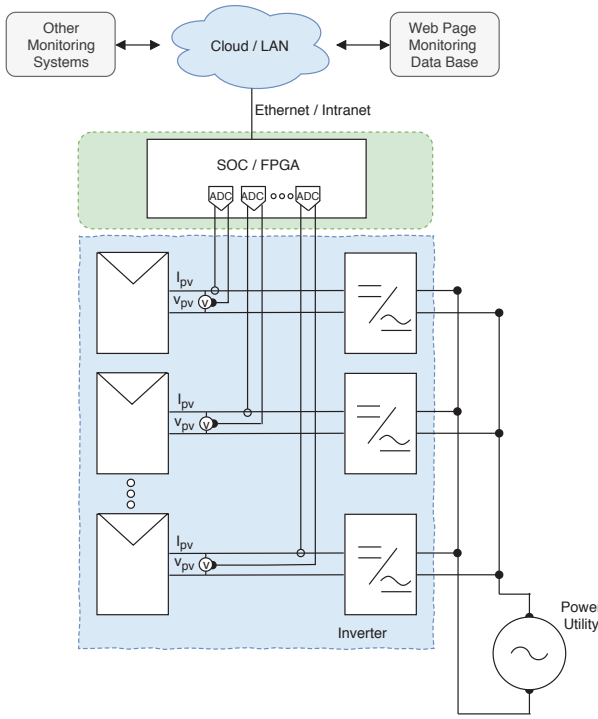 Other
Monitoring
Systems
Cloud / LAN
Web Page
Monitoring
Data Base
Ethernet / Intranet
SOC / FPGA
ADC
ADC
ADC
Ipv
vpv
V
Ipv
vpv
V
Ipv
vpv
V
Inverter
Power
Utility